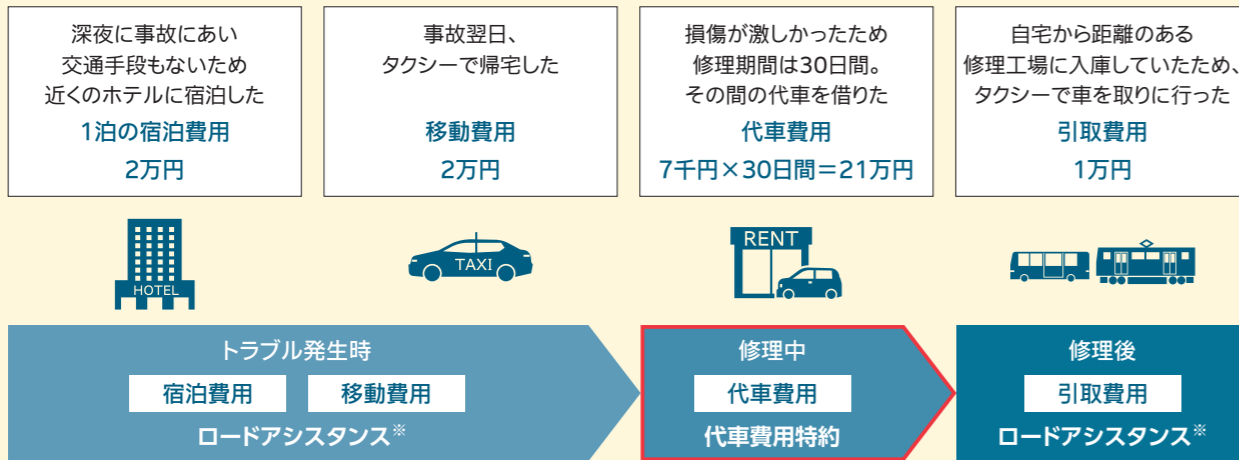 深夜に事故にあい
交通手段もないため
近くのホテルに宿泊した
1泊の宿泊費用
2万円
事故翌日、
タクシーで帰宅した
移動費用
2万円
損傷が激しかったため
修理期間は30日間。
その間の代車を借りた
代車費用
7千円×30日間＝21万円
自宅から距離のある
修理工場に入庫していたため、
タクシーで車を取りに行った
引取費用
1万円
HOTEL
TAXI
RENT
トラブル発生時
宿泊費用
移動費用
ロードアシスタンス※
修理中
代車費用
代車費用特約
修理後
引取費用
ロードアシスタンス※